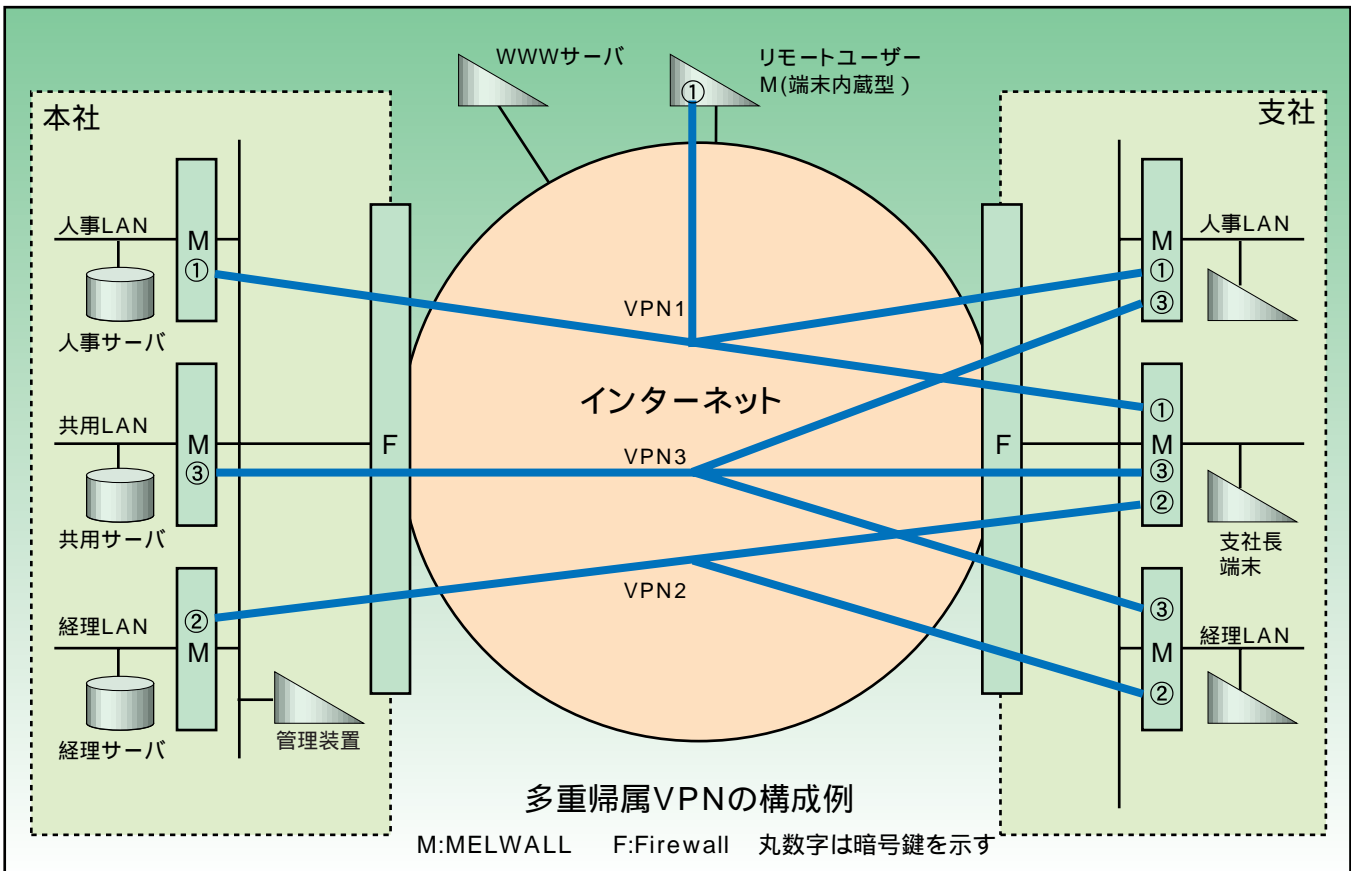 WWWサーバ
リモートユーザー
M(端末内蔵型)
①
本社
支社
人事LAN
M
①
人事サーバ
共用LAN
M
③
共用サーバ
経理LAN
②
M
経理サーバ
管理装置
F
VPN1
インターネット
VPN3
VPN2
F
M
①
③
人事LAN
①
M
③
②
支社長
端末
③
M
②
経理LAN
多重帰属VPNの構成例
M:MELWALL F:Firewall 丸数字は暗号鍵を示す